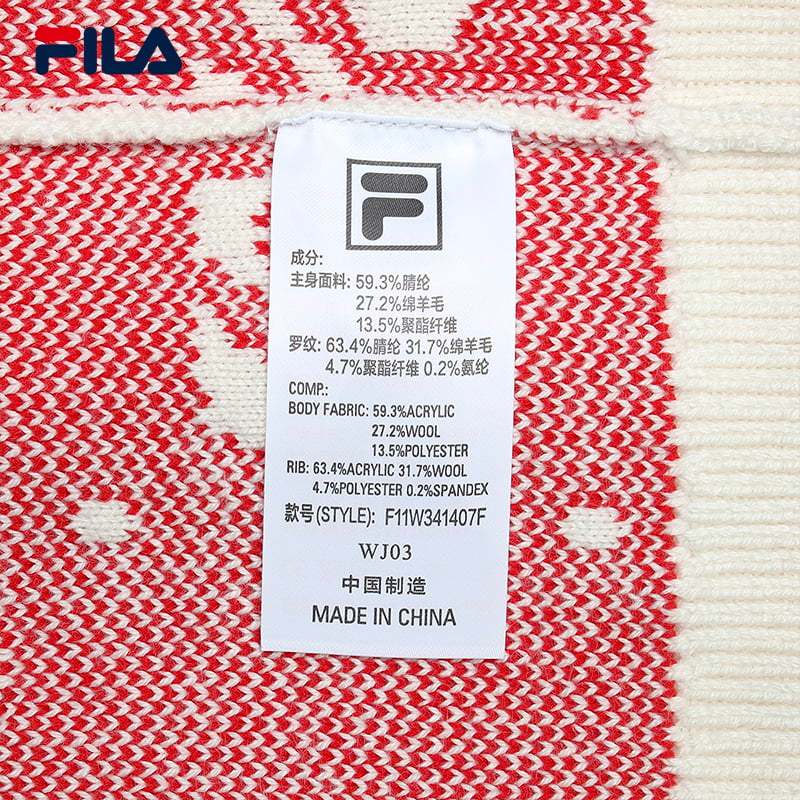 FILA
F
成分:
主身面料: 59.3%腈纶
27.2%绵羊毛
13.5%聚酯纤维
罗纹: 63.4%腈纶 31.7%绵羊毛
4.7%聚酯纤维 0.2%氨纶
COMP.:
BODY FABRIC: 59.3%ACRYLIC
27.2%WOOL
13.5%POLYESTER
RIB: 63.4%ACRYLIC 31.7%WOOL
4.7%POLYESTER 0.2%SPANDEX
款号(STYLE): F11W341407F
WJ03
中国制造
MADE IN CHINA